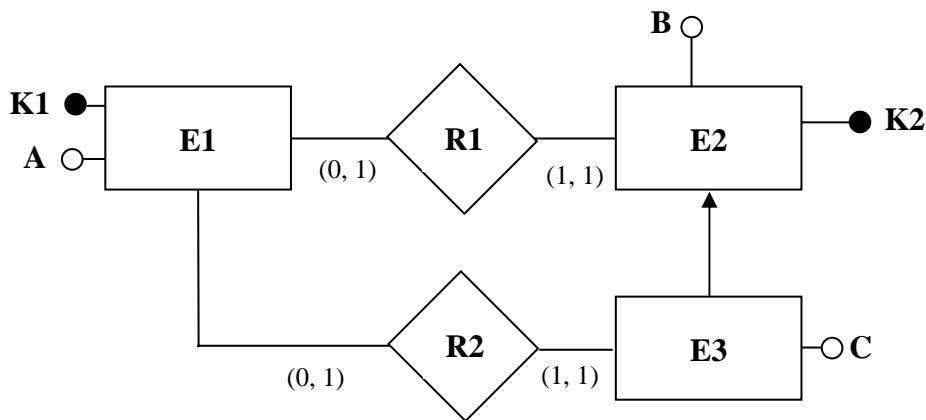 B
K1
E1
R1
E2
K2
A
(0, 1)
(1, 1)
R2
E3
C
(0, 1)
(1, 1)